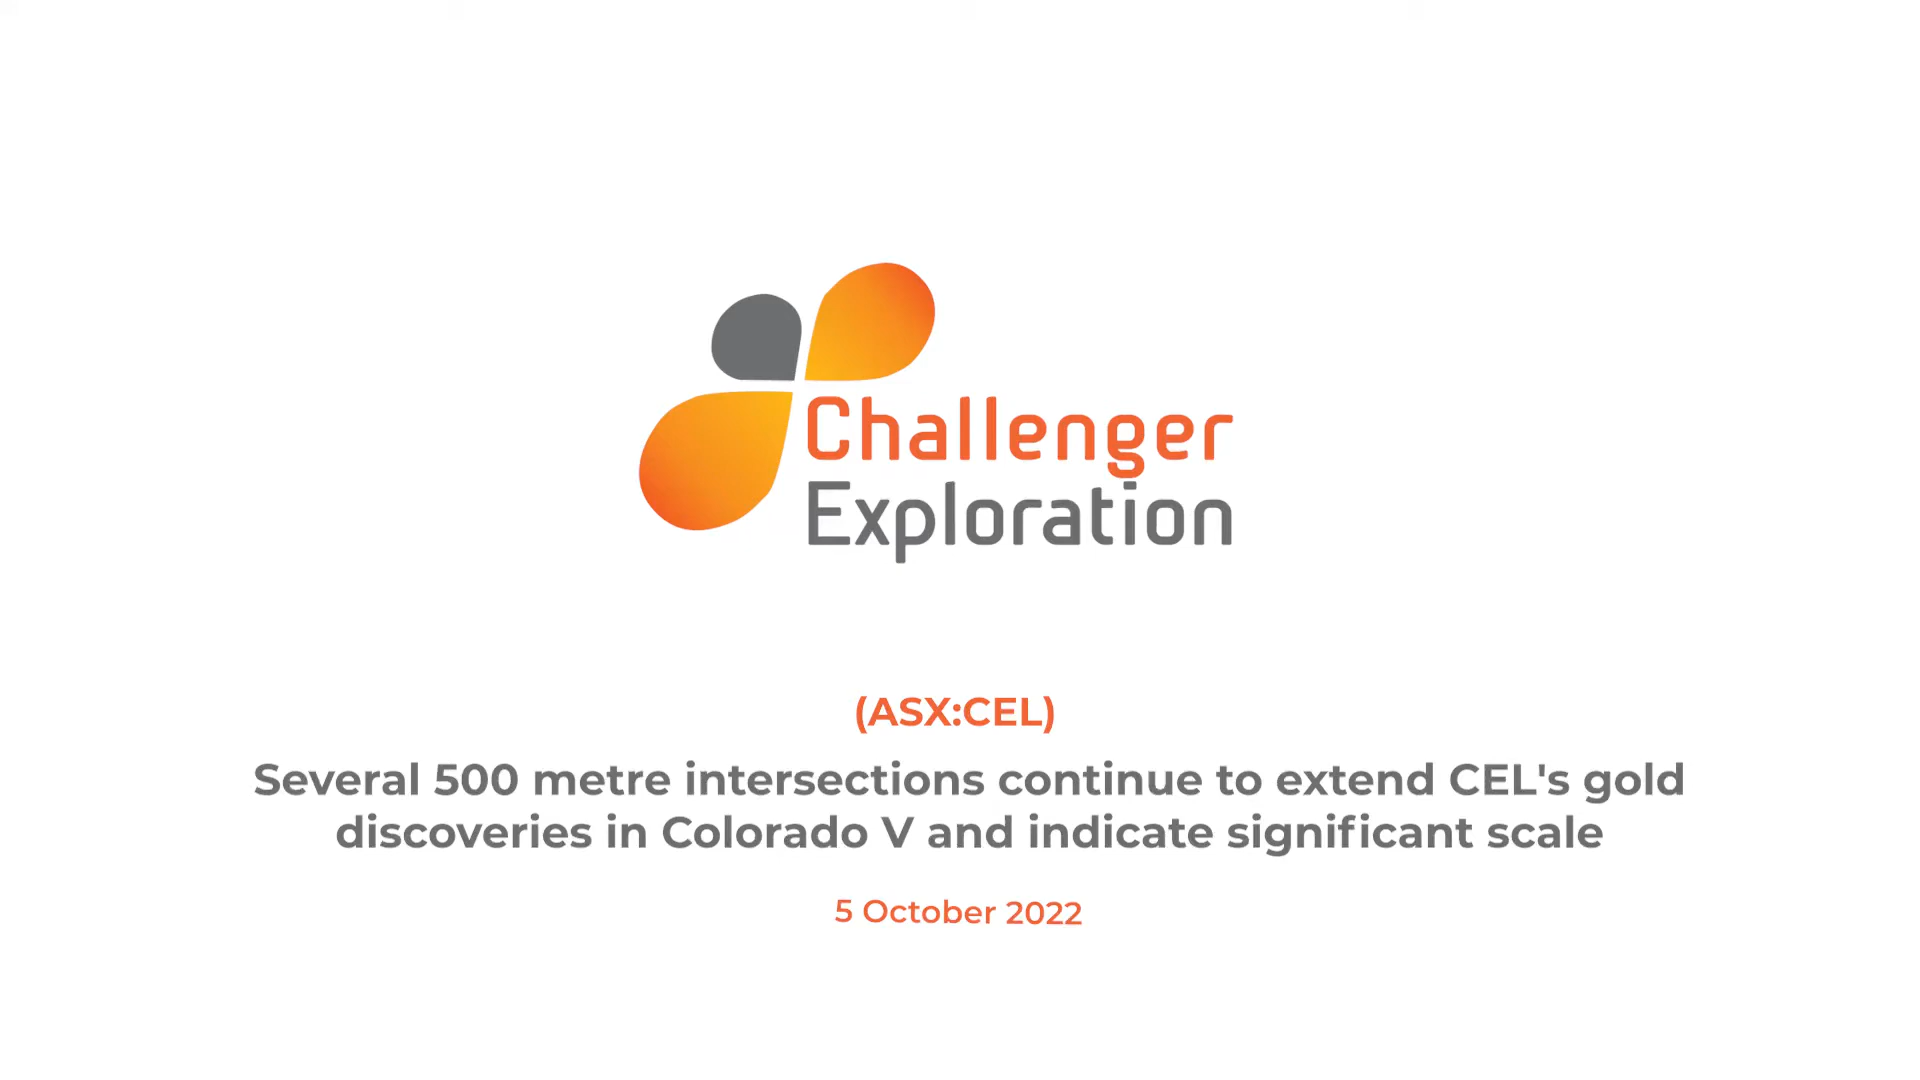 Challenger
Exploration
(ASX:CEL)
Several 500 metre intersections continue to extend CEL's gold
discoveries in Colorado V and indicate significant scale
5 October 2022